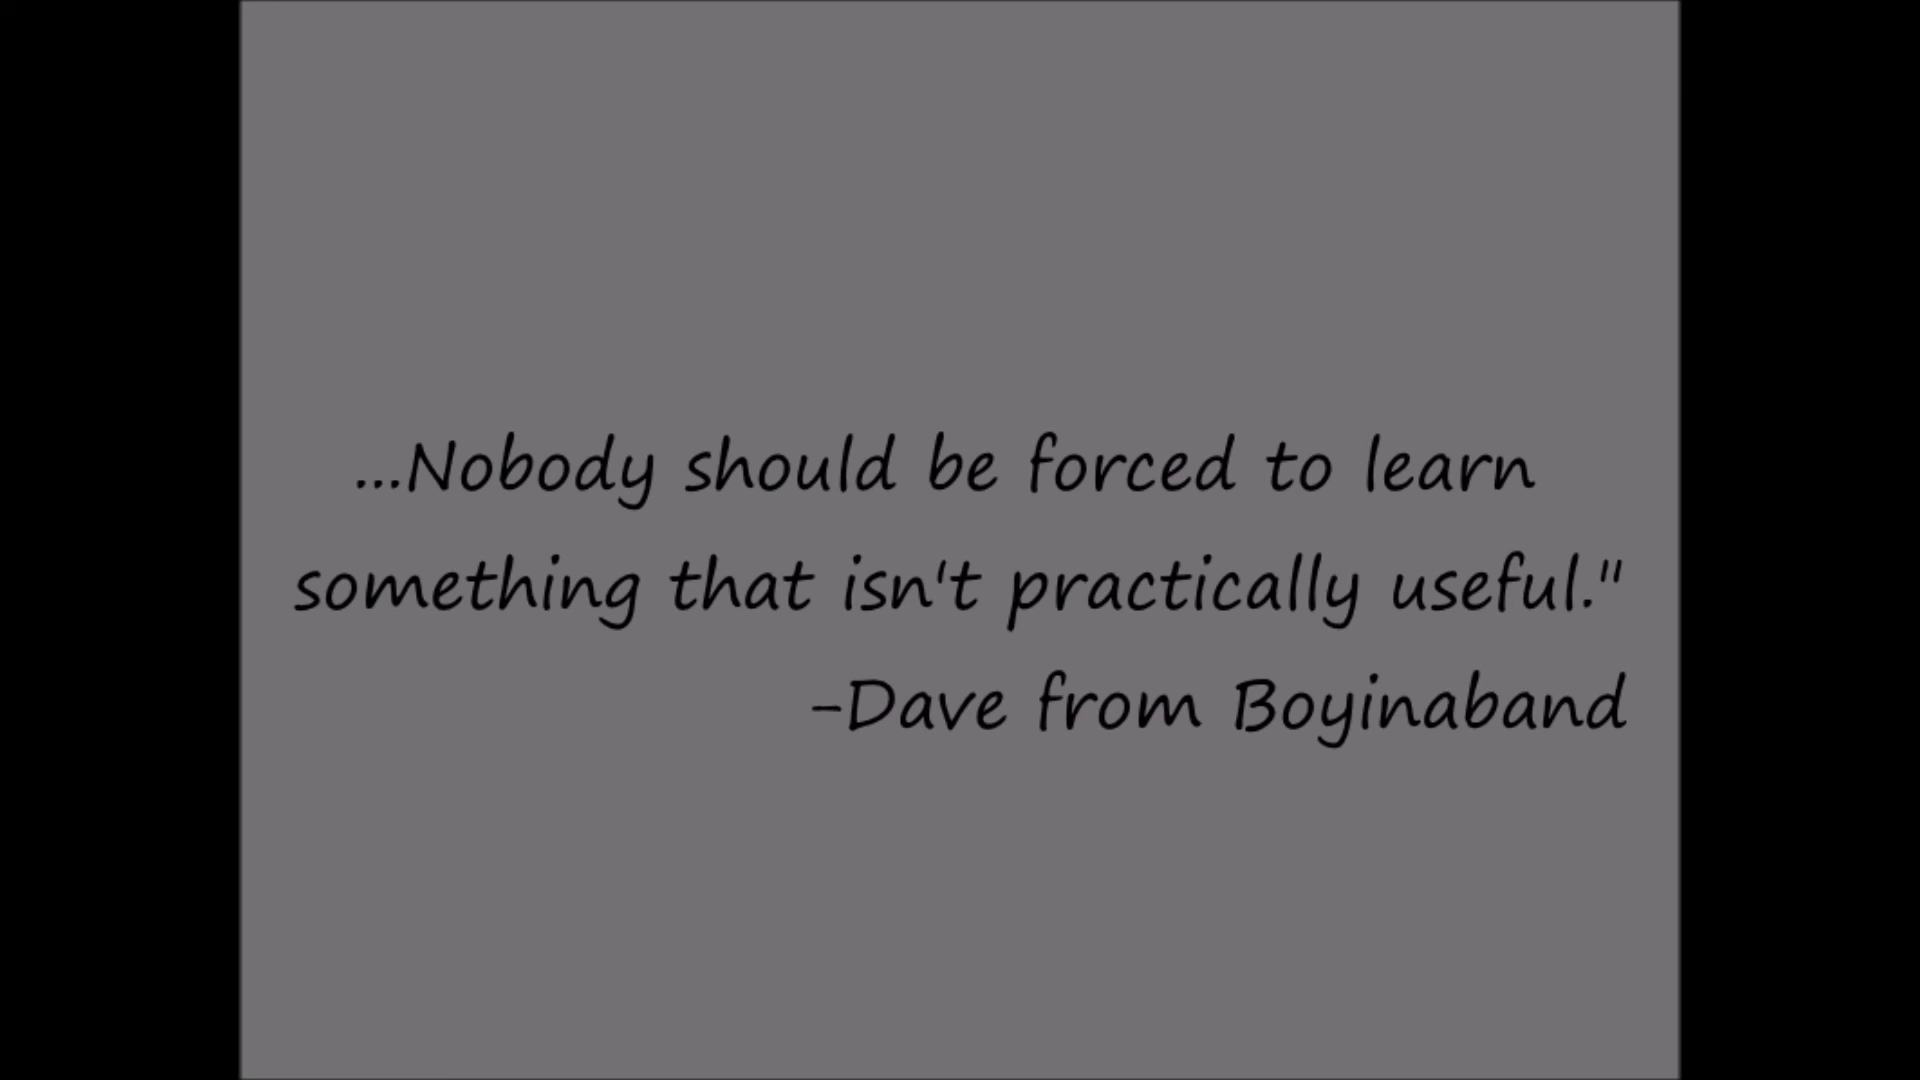 ...Nobody should be forced to learn
something that isn't practically useful."
-Dave from Boyinaband